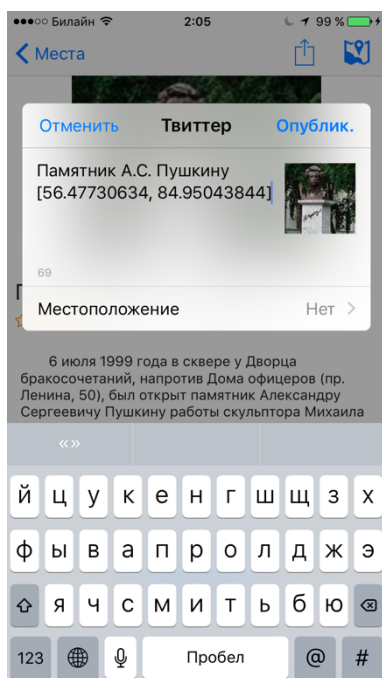 Билайн 2:05 99 %
Места
Отменить Твиттер Опублик.
Памятник А.С. Пушкину
[56.47730634, 84.95043844]
69
Местоположение Нет
6 июля 1999 года в сквере у Дворца
бракосочетаний, напротив Дома офицеров (пр.
Ленина, 50), был открыт памятник Александру
Сергеевичу Пушкину работы скульптора Михаила
«»
й ц у к е н г ш щ з х
ф ы в а п р о л д ж э
я ч с м и т ь б ю
123 Пробел @ #